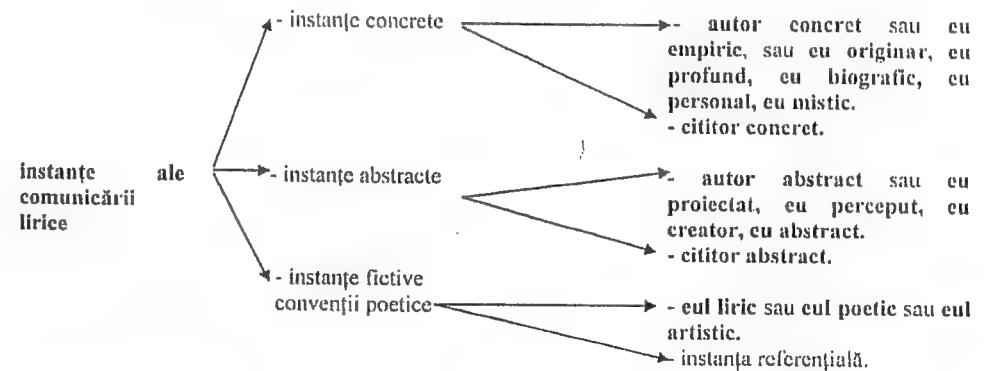 - instanțe concrete
- autor concret sau eu
empiric, sau eu originar, eu
profund, eu biografic, eu
personal, eu mistic.
- cititor concret.
instanțe ale
comunicării
lirice
- instanțe abstracte
- autor abstract sau eu
proiectat, eu perceput, eu
creator, eu abstract.
- cititor abstract.
- instanțe fictive
convenții poetice
- eul liric sau eul poetic sau eul
artistic.
- instanța referențială.